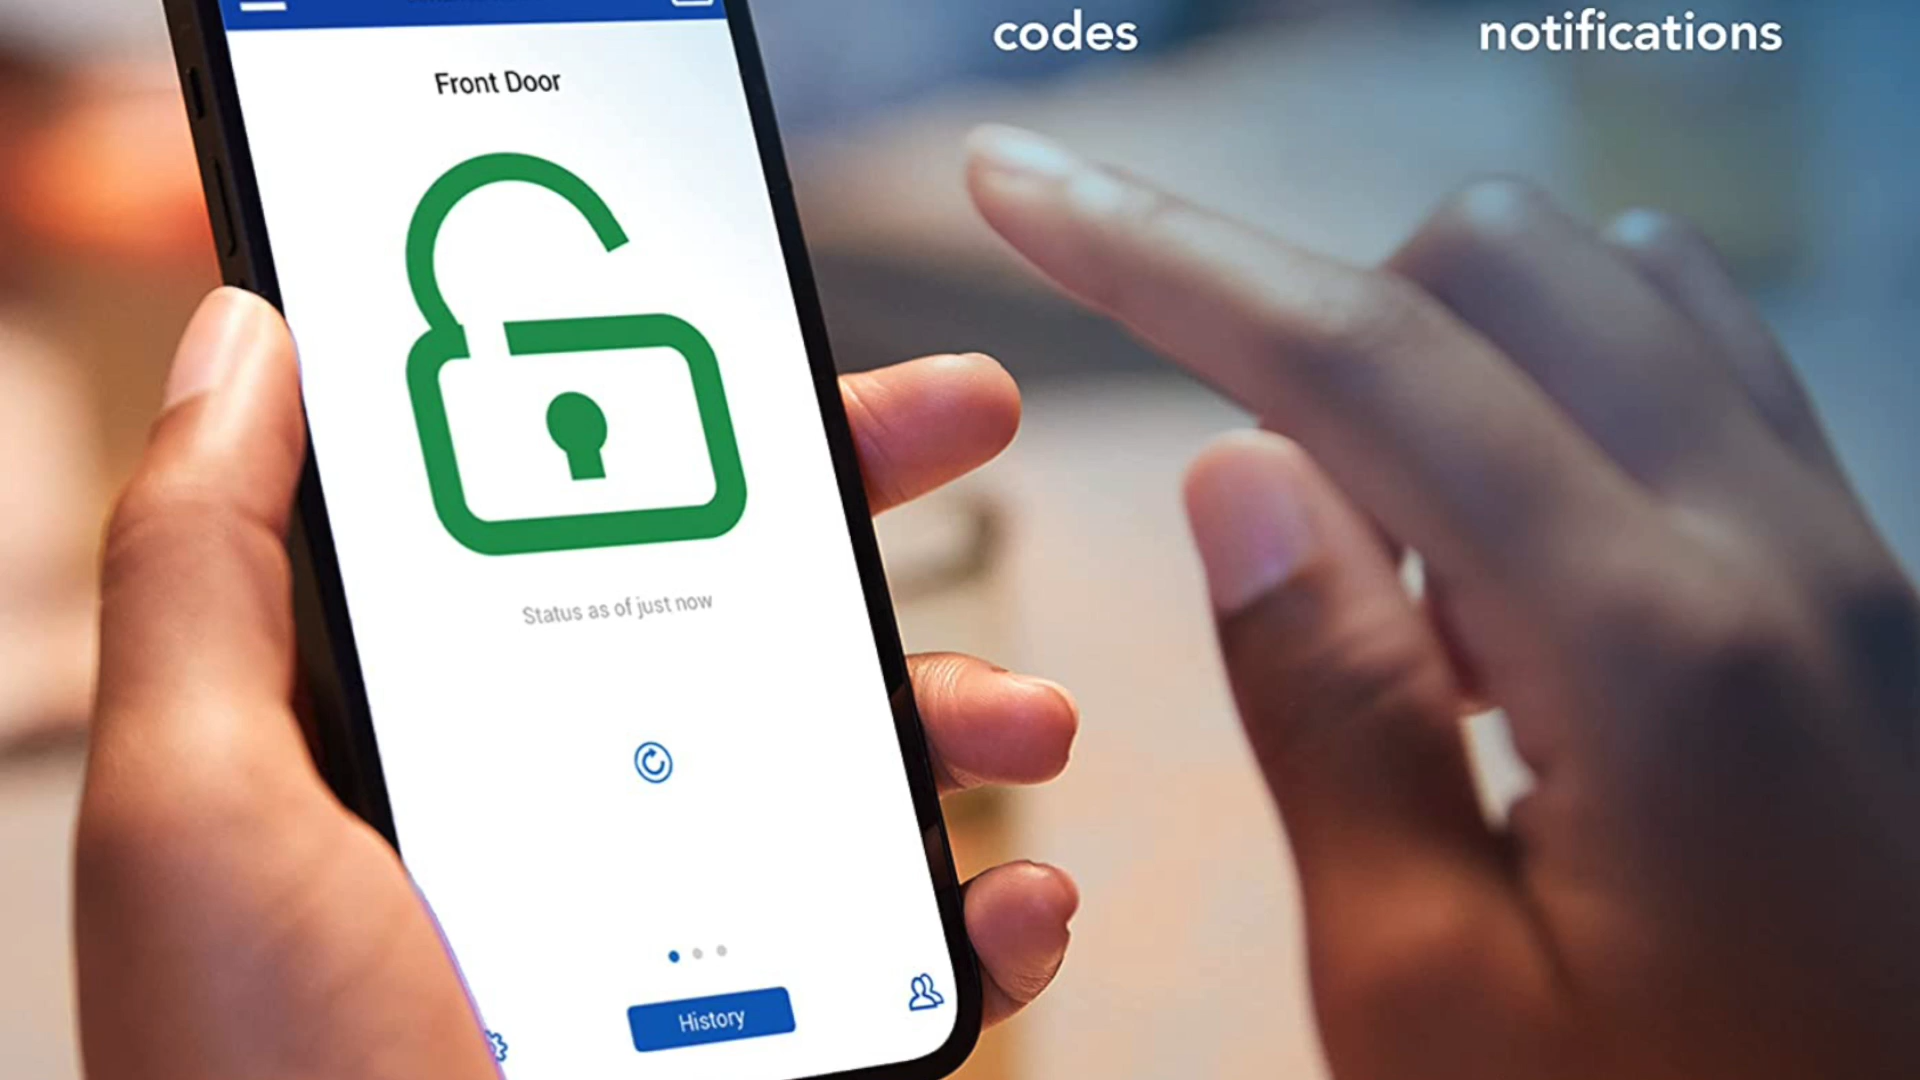 codes
notifications
Front Door
Status as of just now
History